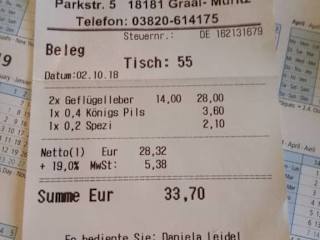 Parkstr. 5 18181 Graal- Müritz
Telefon: 03820-614175
Steuernr.: DE 162131679
Beleg
Tisch: 55
Datum:02.10.18
2x Geflügelleber 14,00 28,00
1x 0,4 Königs Pils 3,60
1x 0,2 Spezi 2,10
Netto(1) Eur 28,32
+ 19,0% MwSt: 5,38
Summe Eur 33,70
Es bediente Sie: Daniela Leidel